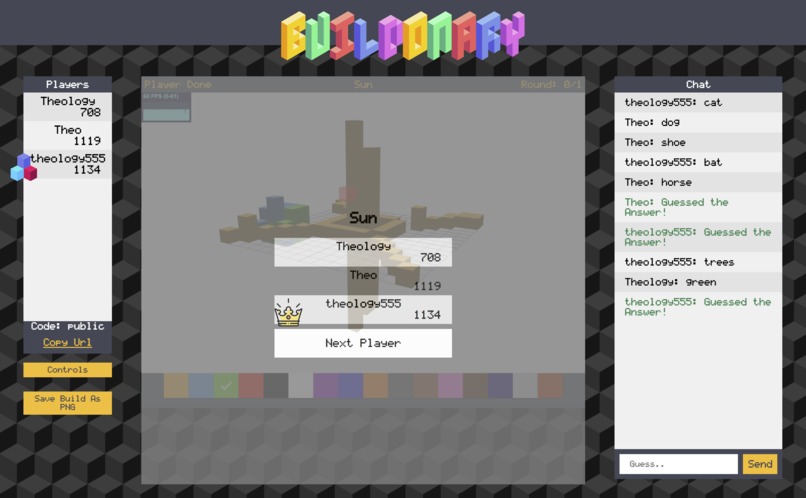 BUILDONARY
Players
Theology
708
Theo
1119
theology555
1134
Code: public
Copy Url
Controls
Save Build As
PNG
Player Done
Sun
Round: 0/1
Sun
Theology
708
Theo
1119
theology555
1134
Next Player
Chat
theology555: cat
Theo: dog
Theo: shoe
theology555: bat
Theo: horse
Theo: Guessed the
Answer!
theology555: Guessed the
Answer!
theology555: trees
Theology: green
theology555: Guessed the
Answer!
Guess..
Send